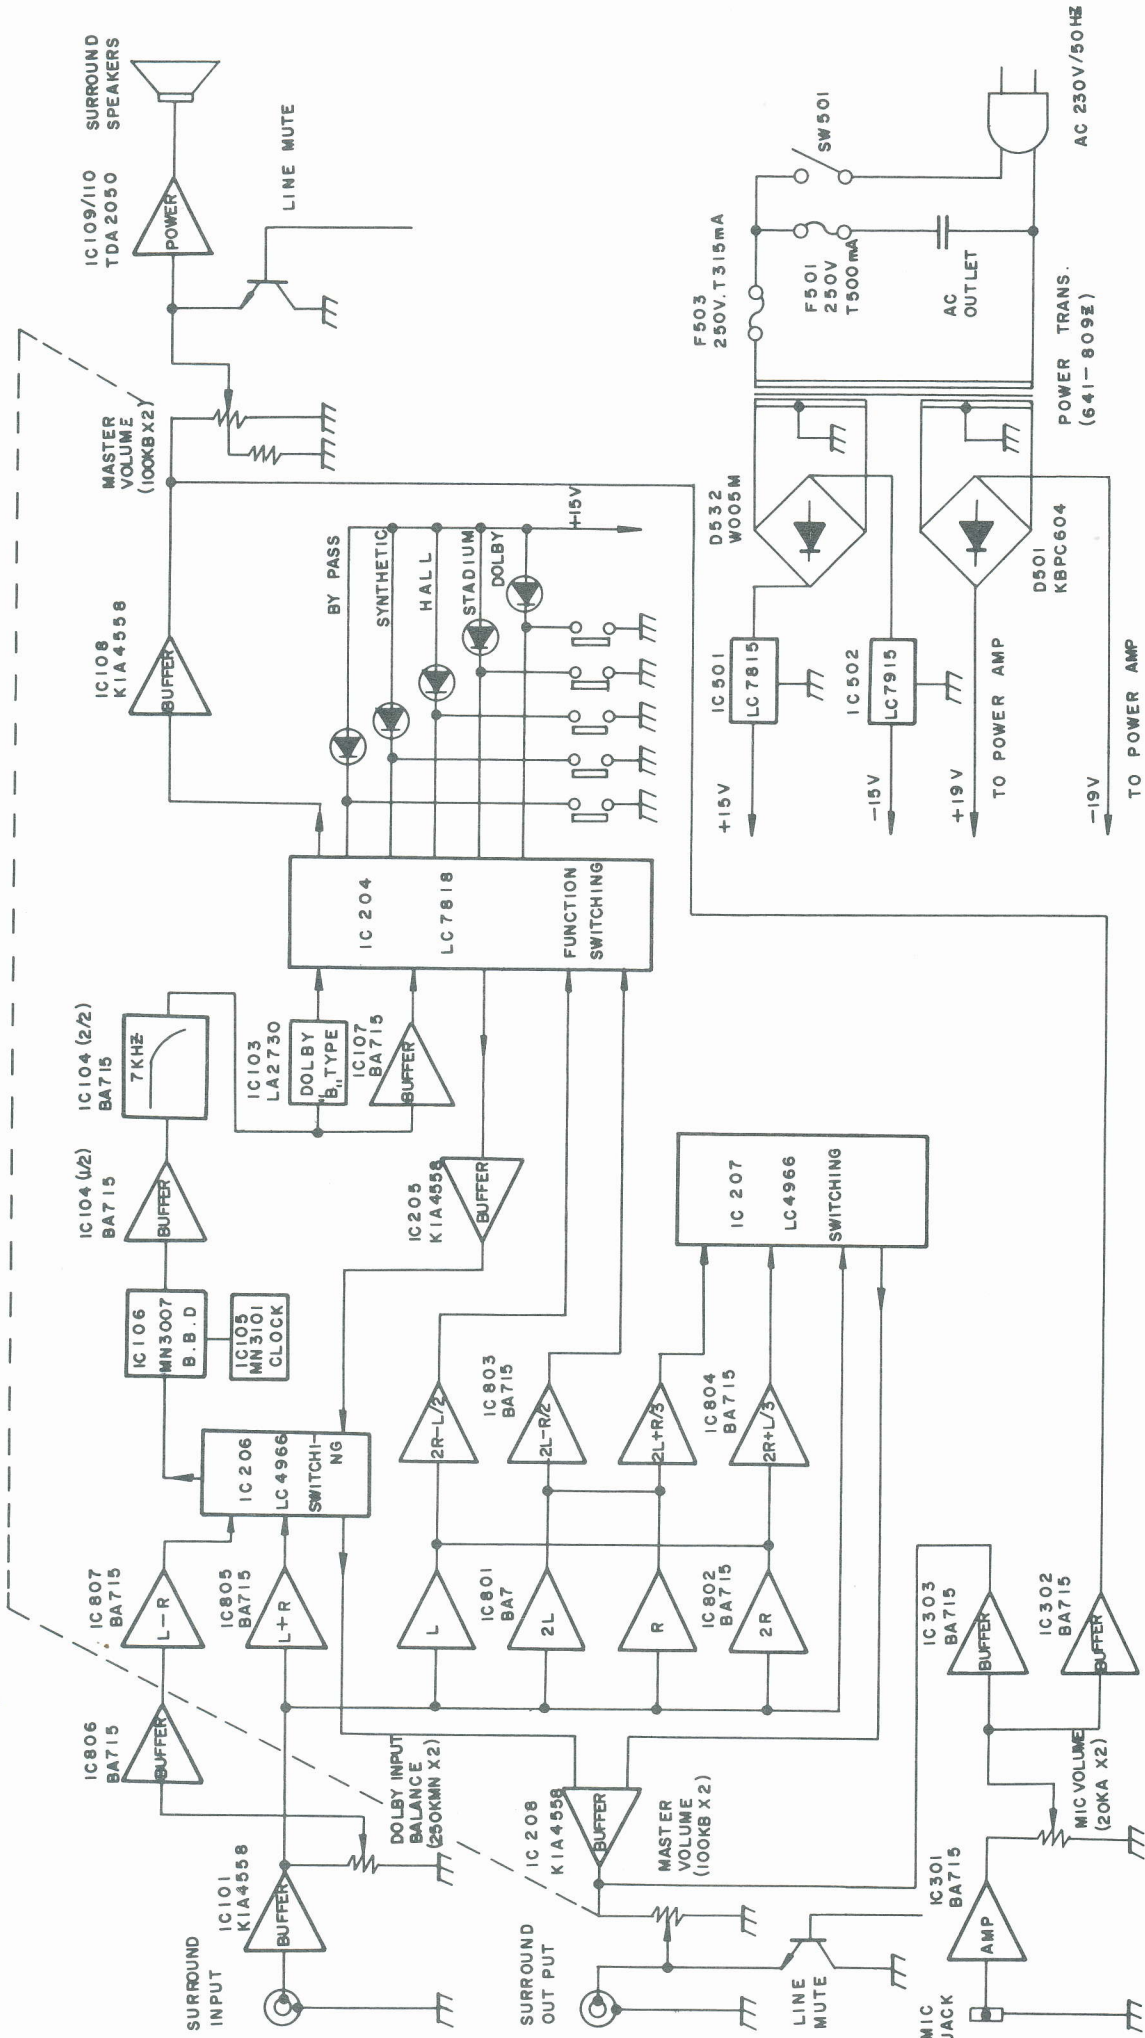 SURROUND
INPUT
IC101
KIA4558
BUFFER
DOLBY INPUT
BALANCE
(250KMN X2)
IC806
BA715
BUFFER
IC807
BA715
L-R
IC805
BA715
L+R
IC206
LC4966
SWITCHI-
NG
IC106
MN3007
B.B.D
IC105
MN3101
CLOCK
IC104 (1/2)
BA715
BUFFER
IC104 (2/2)
BA715
7KHZ
IC103
LA2730
DOLBY
"B" TYPE
IC107
BA715
BUFFER
IC205
KIA4558
BUFFER
IC204
LC7818
FUNCTION
SWITCHING
IC108
KIA4558
BUFFER
BY PASS
SYNTHETIC
HALL
STADIUM
DOLBY
+15V
MASTER
VOLUME
(100KBX2)
IC109/110
TDA2050
POWER
SURROUND
SPEAKERS
LINE MUTE
L
IC801
BA7
2L
R
IC802
BA715
2R
2R-L/2
IC803
BA715
2L-R/2
2L+R/3
IC804
BA715
2R+L/3
IC207
LC4966
SWITCHING
SURROUND
OUT PUT
IC208
KIA4558
BUFFER
MASTER
VOLUME
(100KB X2)
LINE
MUTE
MIC
JACK
IC301
BA715
AMP
MIC VOLUME
(20KA X2)
IC303
BA715
BUFFER
IC302
BA715
BUFFER
+15V
IC501
LC7815
-15V
IC502
LC7915
+19V
TO POWER AMP
-19V
TO POWER AMP
D532
W005M
D501
KBPC604
POWER TRANS.
(641-809Z)
F503
250V.T315mA
F501
250V
T500mA
AC
OUTLET
SW501
AC 230V/50HZ